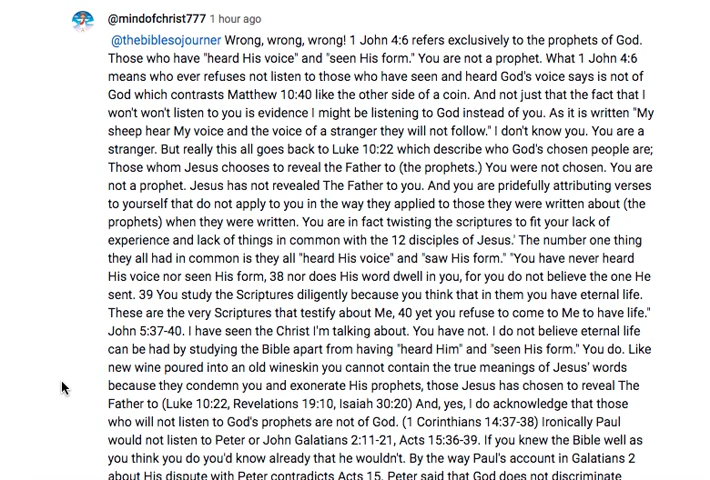 @mindofchrist777 1 hour ago
@thebiblesojourner Wrong, wrong, wrong! 1 John 4:6 refers exclusively to the prophets of God.
Those who have "heard His voice" and "seen His form." You are not a prophet. What 1 John 4:6
means who ever refuses not listen to those who have seen and heard God's voice says is not of
God which contrasts Matthew 10:40 like the other side of a coin. And not just that the fact that I
won't won't listen to you is evidence I might be listening to God instead of you. As it is written "My
sheep hear My voice and the voice of a stranger they will not follow." I don't know you. You are a
stranger. But really this all goes back to Luke 10:22 which describe who God's chosen people are;
Those whom Jesus chooses to reveal the Father to (the prophets.) You were not chosen. You are
not a prophet. Jesus has not revealed The Father to you. And you are pridefully attributing verses
to yourself that do not apply to you in the way they applied to those they were written about (the
prophets) when they were written. You are in fact twisting the scriptures to fit your lack of
experience and lack of things in common with the 12 disciples of Jesus.' The number one thing
they all had in common is they all "heard His voice" and "saw His form." "You have never heard
His voice nor seen His form, 38 nor does His word dwell in you, for you do not believe the one He
sent. 39 You study the Scriptures diligently because you think that in them you have eternal life.
These are the very Scriptures that testify about Me, 40 yet you refuse to come to Me to have life."
John 5:37-40. I have seen the Christ I'm talking about. You have not. I do not believe eternal life
can be had by studying the Bible apart from having "heard Him" and "seen His form." You do. Like
new wine poured into an old wineskin you cannot contain the true meanings of Jesus' words
because they condemn you and exonerate His prophets, those Jesus has chosen to reveal The
Father to (Luke 10:22, Revelations 19:10, Isaiah 30:20) And, yes, I do acknowledge that those
who will not listen to God's prophets are not of God. (1 Corinthians 14:37-38) Ironically Paul
would not listen to Peter or John Galatians 2:11-21, Acts 15:36-39. If you knew the Bible well as
you think you do you'd know already that he wouldn't. By the way Paul's account in Galatians 2
about His dispute with Peter contradicts Acts 15. Peter said that God does not discriminate